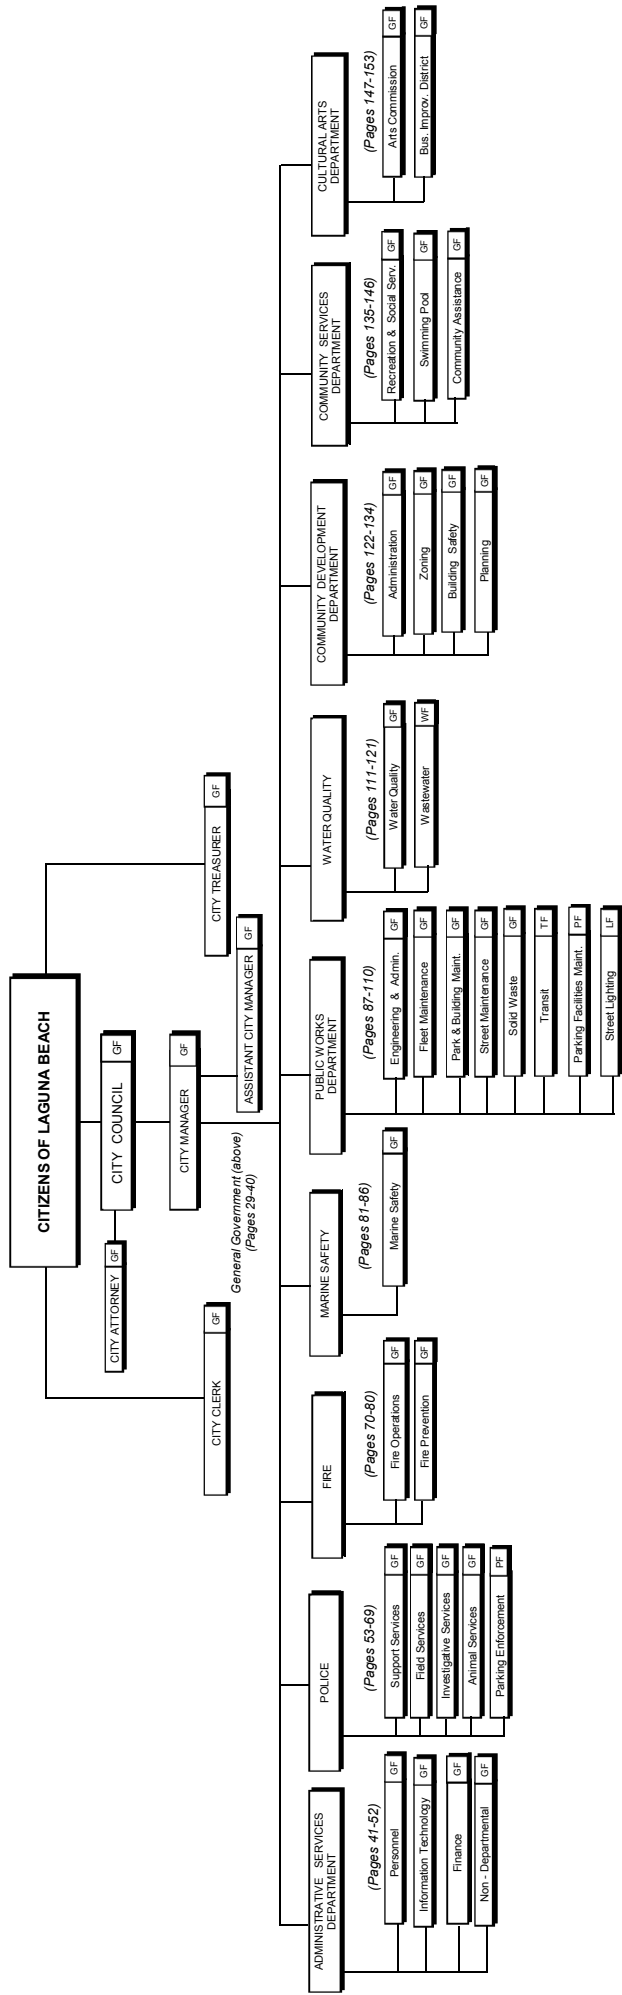 CITIZENS OF LAGUNA BEACH
CITY ATTORNEY GF
CITY COUNCIL GF
CITY CLERK GF
CITY MANAGER GF
CITY TREASURER GF
ASSISTANT CITY MANAGER GF
General Government (above)
(Pages 29-40)
ADMINISTRATIVE SERVICES
DEPARTMENT
(Pages 41-52)
Personnel GF
Information Technology GF
Finance GF
Non - Departmental GF
POLICE
(Pages 53-69)
Support Services GF
Field Services GF
Investigative Services GF
Animal Services GF
Parking Enforcement PF
FIRE
(Pages 70-80)
Fire Operations GF
Fire Prevention GF
MARINE SAFETY
(Pages 81-86)
Marine Safety GF
PUBLIC WORKS
DEPARTMENT
(Pages 87-110)
Engineering & Admin. GF
Fleet Maintenance GF
Park & Building Maint. GF
Street Maintenance GF
Solid Waste GF
Transit TF
Parking Facilities Maint. PF
Street Lighting LF
WATER QUALITY
(Pages 111-121)
Water Quality GF
Wastewater WF
COMMUNITY DEVELOPMENT
DEPARTMENT
(Pages 122-134)
Administration GF
Zoning GF
Building Safety GF
Planning GF
COMMUNITY SERVICES
DEPARTMENT
(Pages 135-146)
Recreation & Social Serv. GF
Swimming Pool GF
Community Assistance GF
CULTURAL ARTS
DEPARTMENT
(Pages 147-153)
Arts Commission GF
Bus. Improv. District GF